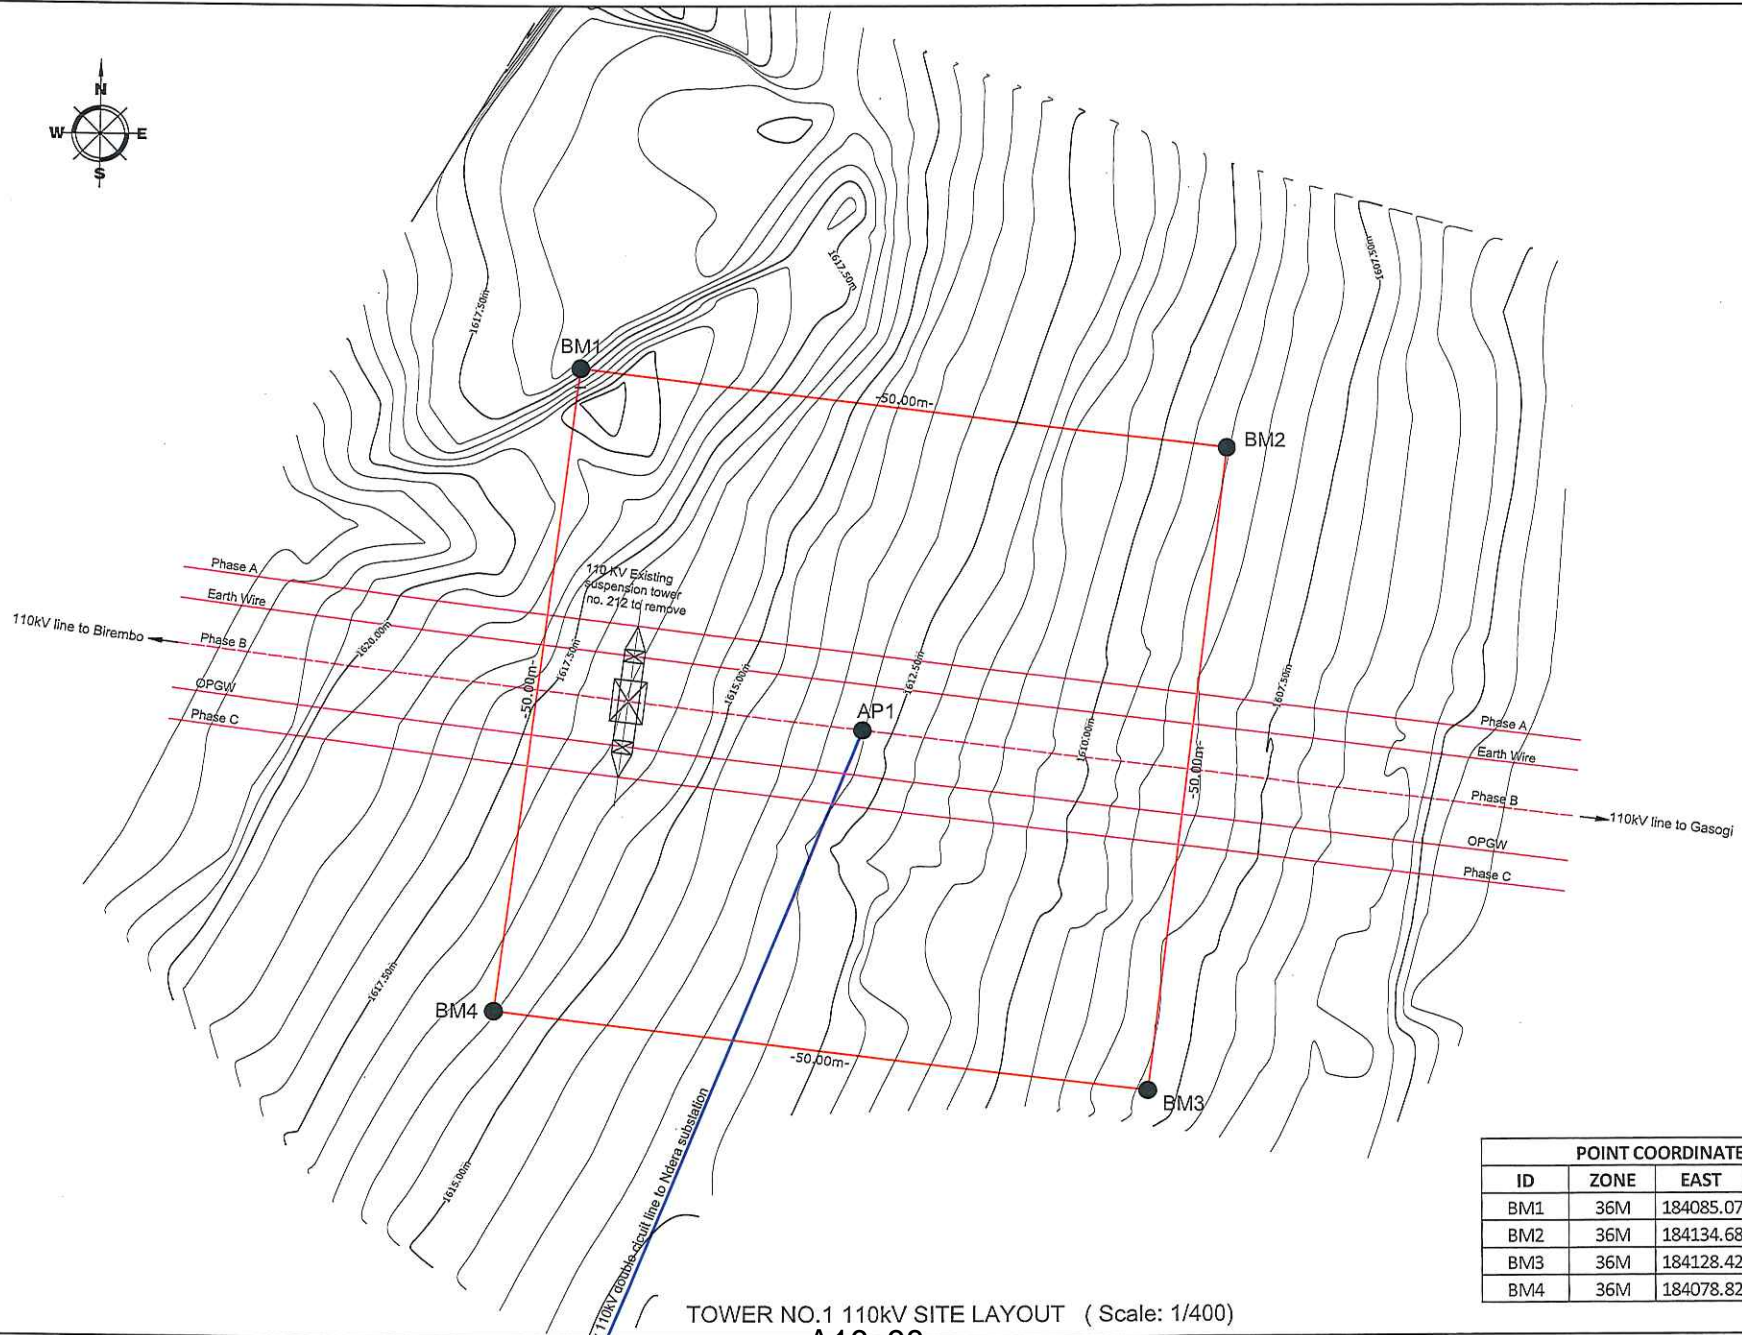 N
W E
S
1617.50m
1617.50m
1607.50m
BM1
-50.00m-
BM2
110 KV Existing
suspension tower
no. 212 to remove
Phase A
Earth Wire
110kV line to Birembo
Phase B
OPGW
Phase C
1620.00m
-50.00m-
1617.50m
1615.00m
1612.50m
AP1
1610.00m
-50.00m-
1607.50m
Phase A
Earth Wire
Phase B
110kV line to Gasogi
OPGW
Phase C
1617.50m
BM4
-50.00m-
BM3
1615.00m
110kV double cicuit line to Ndera substation
POINT COORDINATE
ID ZONE EAST
BM1 36M 184085.07
BM2 36M 184134.68
BM3 36M 184128.42
BM4 36M 184078.82
TOWER NO.1 110kV SITE LAYOUT ( Scale: 1/400)